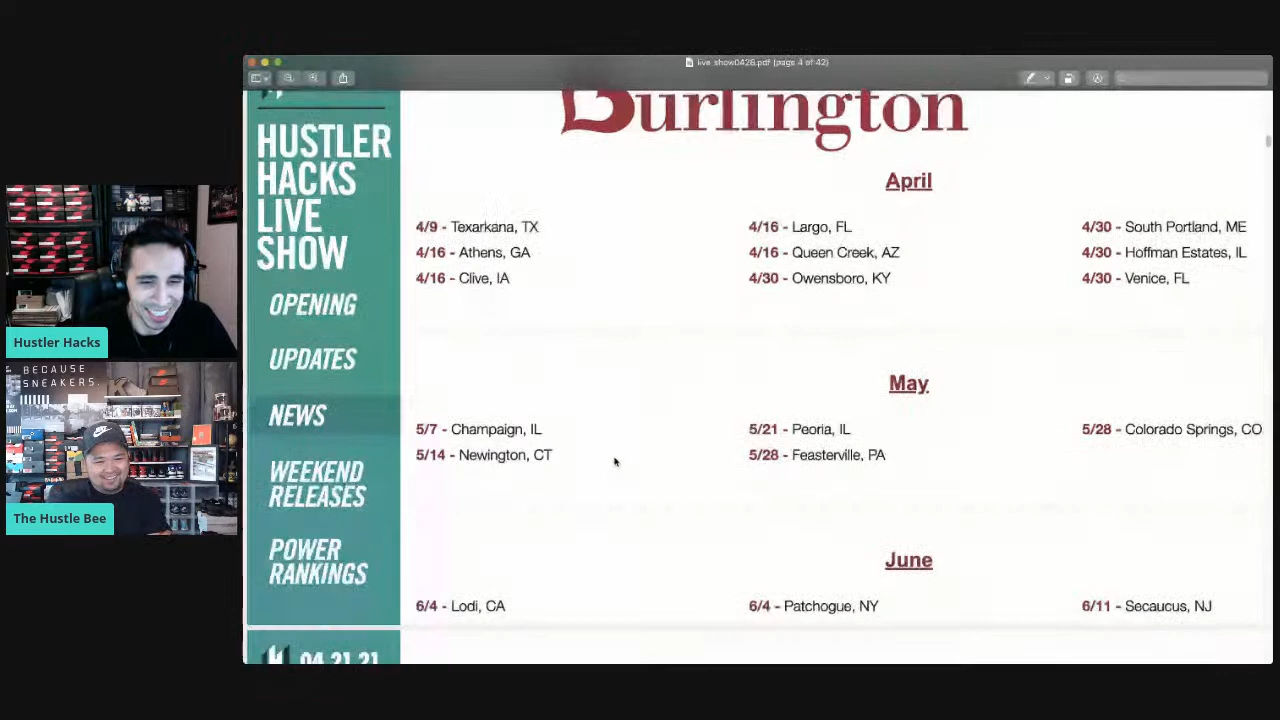 live_show0426.pdf (page 4 of 42)
Burlington
HUSTLER
HACKS
LIVE
SHOW
OPENING
UPDATES
NEWS
WEEKEND
RELEASES
POWER
RANKINGS
April
4/9 - Texarkana, TX
4/16 - Athens, GA
4/16 - Clive, IA
4/16 - Largo, FL
4/16 - Queen Creek, AZ
4/30 - Owensboro, KY
4/30 - South Portland, ME
4/30 - Hoffman Estates, IL
4/30 - Venice, FL
May
5/7 - Champaign, IL
5/14 - Newington, CT
5/21 - Peoria, IL
5/28 - Feasterville, PA
5/28 - Colorado Springs, CO
June
6/4 - Lodi, CA
6/4 - Patchogue, NY
6/11 - Secaucus, NJ
04.21.21
Hustler Hacks
BECAUSE
SNEAKERS.
The Hustle Bee